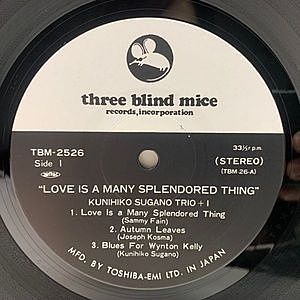 three blind mice
records, incorporation
TBM-2526
Side 1
33⅓ r.p.m.
(STEREO)
(TBM-26-A)
"LOVE IS A MANY SPLENDORED THING"
KUNIHIKO SUGANO TRIO + 1
1. Love Is a Many Splendored Thing
(Sammy Fain)
2. Autumn Leaves
(Joseph Kosma)
3. Blues For Wynton Kelly
(Kunihiko Sugano)
MFD. BY TOSHIBA-EMI LTD. IN JAPAN